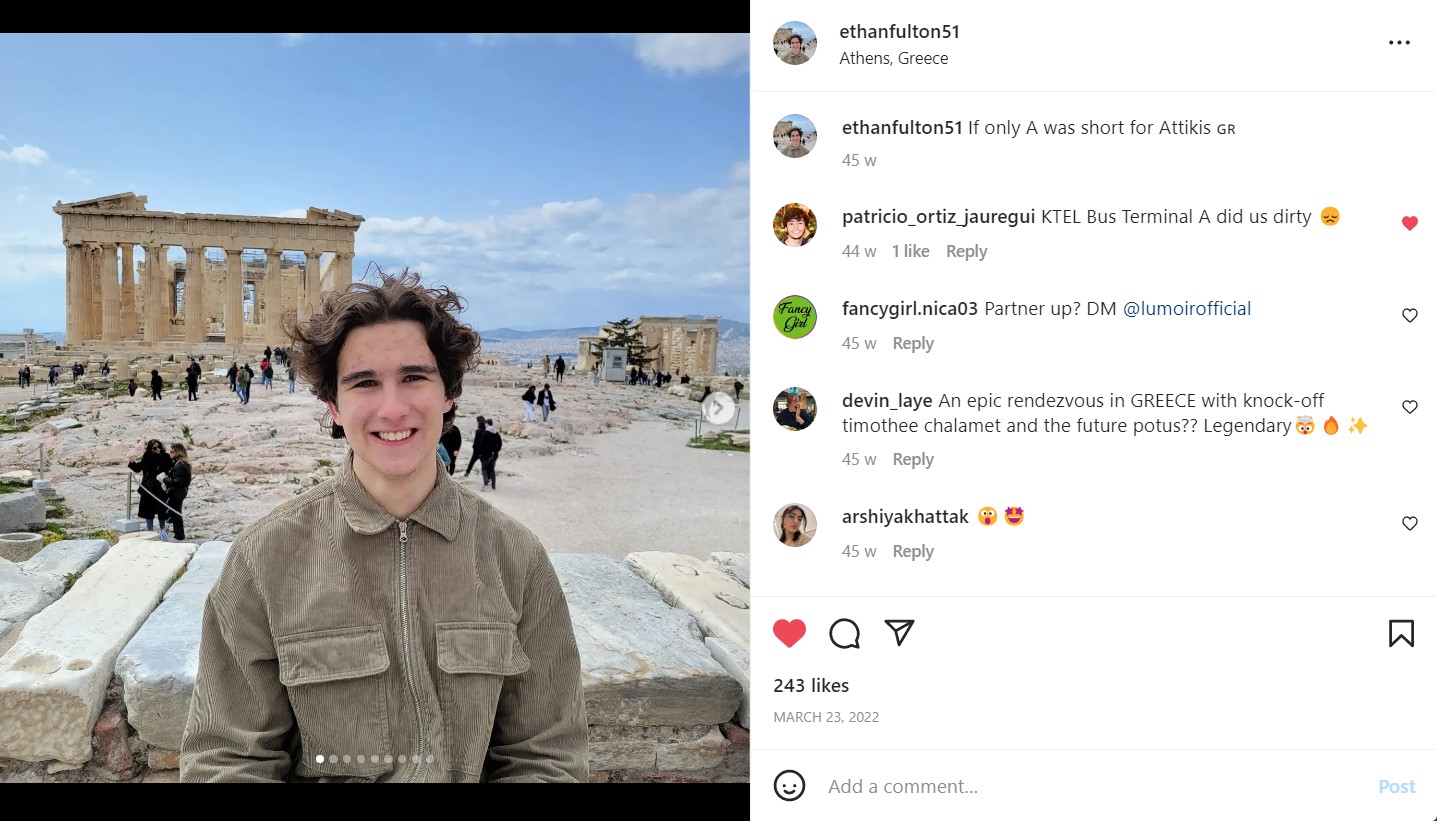 ethanfulton51
Athens, Greece
ethanfulton51 If only A was short for Attikis GR
45 w
patricio_ortiz_jauregui KTEL Bus Terminal A did us dirty 😞
44 w 1 like Reply
Fancy
Girl
fancygirl.nica03 Partner up? DM @lumoirofficial
45 w Reply
devin_laye An epic rendezvous in GREECE with knock-off
timothee chalamet and the future potus?? Legendary🤯 🔥 ✨
45 w Reply
arshiyakhattak 😲 🤩
45 w Reply
243 likes
MARCH 23, 2022
Add a comment...
Post